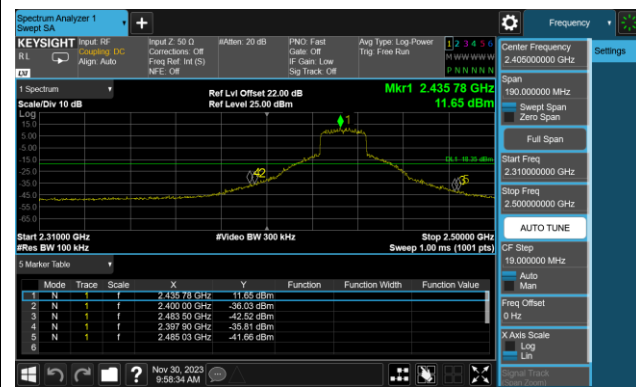 Spectrum Analyzer 1
Swept SA
Frequency
KEYSIGHT
RL
LXI
Input: RF
Coupling: DC
Align: Auto
Input Z: 50 Ω
Corrections: Off
Freq Ref: Int (S)
NFE: Off
#Atten: 20 dB
PNO: Fast
Gate: Off
IF Gain: Low
Sig Track: Off
Avg Type: Log-Power
Trig: Free Run
1 2 3 4 5 6
M W W W W W
P N N N N N
1 Spectrum
Scale/Div 10 dB
Log
Ref Lvl Offset 22.00 dB
Ref Level 25.00 dBm
Mkr1 2.435 78 GHz
11.65 dBm
15.0
5.00
-5.00
-15.0
-25.0
-35.0
-45.0
-55.0
-65.0
1
DL1 -18.35 dBm
42
35
Start 2.31000 GHz
#Res BW 100 kHz
#Video BW 300 kHz
Stop 2.50000 GHz
Sweep 1.00 ms (1001 pts)
5 Marker Table
Mode Trace Scale X Y Function Function Width Function Value
1 N 1 f 2.435 78 GHz 11.65 dBm
2 N 1 f 2.400 00 GHz -36.03 dBm
3 N 1 f 2.483 50 GHz -42.52 dBm
4 N 1 f 2.397 90 GHz -35.81 dBm
5 N 1 f 2.485 03 GHz -41.66 dBm
6
?
Nov 30, 2023
9:58:34 AM
Center Frequency
2.405000000 GHz
Span
190.000000 MHz
Swept Span
Zero Span
Full Span
Start Freq
2.310000000 GHz
Stop Freq
2.500000000 GHz
AUTO TUNE
CF Step
19.000000 MHz
Auto
Man
Freq Offset
0 Hz
X Axis Scale
Log
Lin
Signal Track
(Span Zoom)
Settings